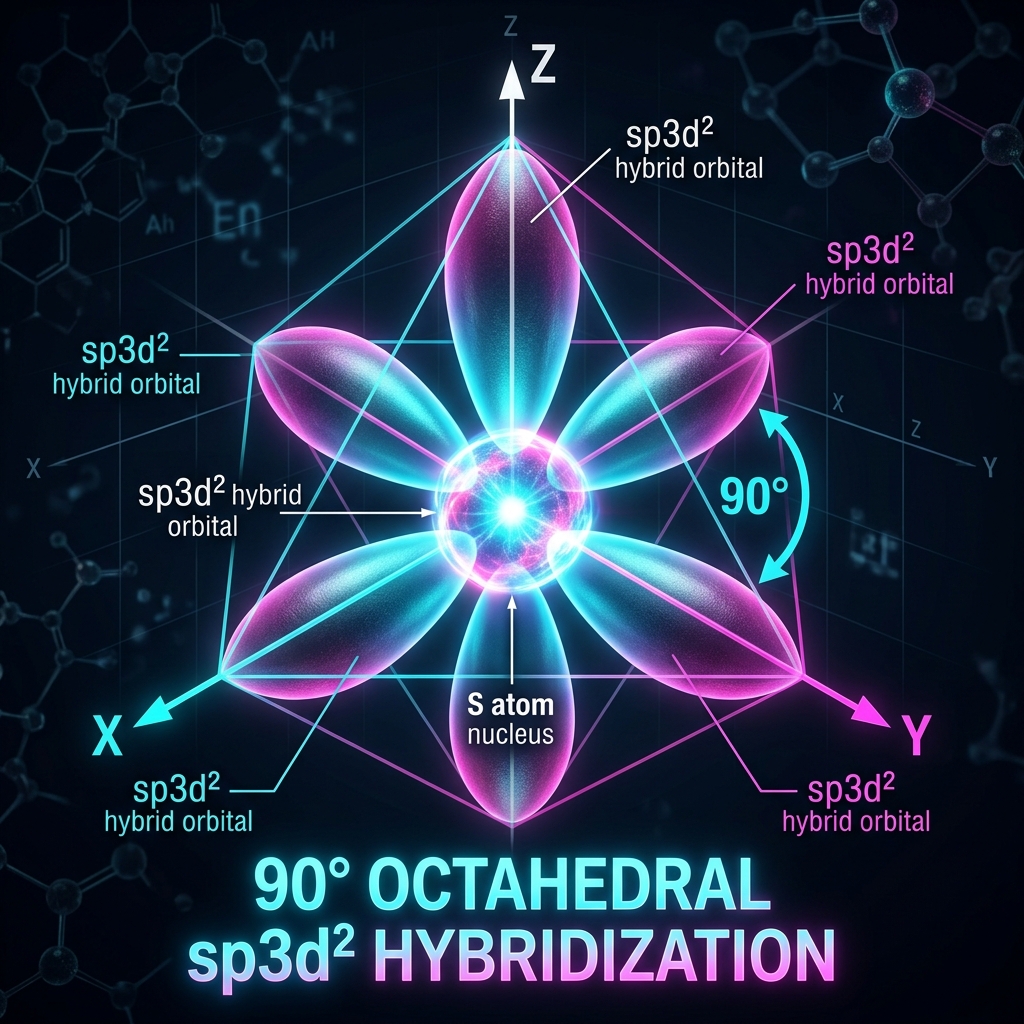 Z
Z
AH
sp3d²
hybrid orbital
Ah
En
sp3d²
hybrid orbital
sp3d²
hybrid orbital
X
Z
X
Y
sp3d² hybrid
orbital
90°
S atom
nucleus
X
Y
sp3d²
hybrid orbital
sp3d²
hybrid orbital
90° OCTAHEDRAL
sp3d² HYBRIDIZATION